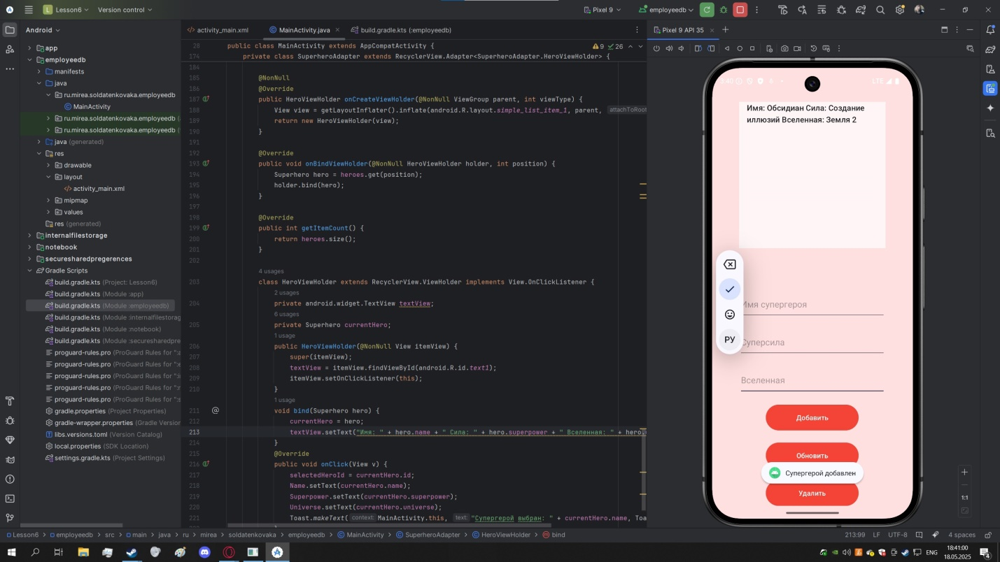 Lesson6
Version control
Pixel 9
employeedb
Android
activity_main.xml
MainActivity.java
build.gradle.kts (:employeedb)
Pixel 9 API 35
app
employeedb
manifests
java
ru.mirea.soldatenkovaka.employeedb
MainActivity
ru.mirea.soldatenkovaka.employeedb
ru.mirea.soldatenkovaka.employeedb
java (generated)
res
drawable
layout
activity_main.xml
mipmap
values
res (generated)
internalfilestorage
notebook
securesharedpregerences
Gradle Scripts
build.gradle.kts (Project: Lesson6)
build.gradle.kts (Module :app)
build.gradle.kts (Module :employeedb)
build.gradle.kts (Module :internalfilestorag
build.gradle.kts (Module :notebook)
build.gradle.kts (Module :securesharedpre
proguard-rules.pro (ProGuard Rules for ":a
proguard-rules.pro (ProGuard Rules for ":e
proguard-rules.pro (ProGuard Rules for ":i
proguard-rules.pro (ProGuard Rules for ":r
proguard-rules.pro (ProGuard Rules for ":s
gradle.properties (Project Properties)
gradle-wrapper.properties (Gradle Version
libs.versions.toml (Version Catalog)
local.properties (SDK Location)
settings.gradle.kts (Project Settings)
9 26
28 public class MainActivity extends AppCompatActivity {
174 private class SuperheroAdapter extends RecyclerView.Adapter<SuperheroAdapter.HeroViewHolder> {
184
185 @NonNull
186 @Override
187 public HeroViewHolder onCreateViewHolder(@NonNull ViewGroup parent, int viewType) {
188 View view = getLayoutInflater().inflate(android.R.layout.simple_list_item_1, parent, attachToRoot
189 return new HeroViewHolder(view);
190 }
191
192 @Override
193 public void onBindViewHolder(@NonNull HeroViewHolder holder, int position) {
194 Superhero hero = heroes.get(position);
195 holder.bind(hero);
196 }
197
198 @Override
199 public int getItemCount() {
200 return heroes.size();
201 }
202
4 usages
203 class HeroViewHolder extends RecyclerView.ViewHolder implements View.OnClickListener {
2 usages
204 private android.widget.TextView textView;
6 usages
205 private Superhero currentHero;
1 usage
206 public HeroViewHolder(@NonNull View itemView) {
207 super(itemView);
208 textView = itemView.findViewById(android.R.id.text1);
209 itemView.setOnClickListener(this);
210 }
1 usage
211 @ void bind(Superhero hero) {
212 currentHero = hero;
213 textView.setText("Имя: " + hero.name + " Сила: " + hero.superpower + " Вселенная: " + hero.
214 }
215 @Override
216 public void onClick(View v) {
217 selectedHeroId = currentHero.id;
218 Name.setText(currentHero.name);
219 Superpower.setText(currentHero.superpower);
220 Universe.setText(currentHero.universe);
221 Toast.makeText( context: MainActivity.this, text: "Супергерой выбран: " + currentHero.name, Toa
LTE
Имя: Обсидиан Сила: Создание
иллюзий Вселенная: Земля 2
РУ
Имя супергероя
Суперсила
Вселенная
Добавить
Обновить
Супергерой добавлен
Удалить
1:1
Lesson6 employeedb src main java ru mirea soldatenkovaka employeedb MainActivity SuperheroAdapter HeroViewHolder bind
213:99 LF UTF-8 4 spaces
ENG
18:41:00
18.05.2025
4